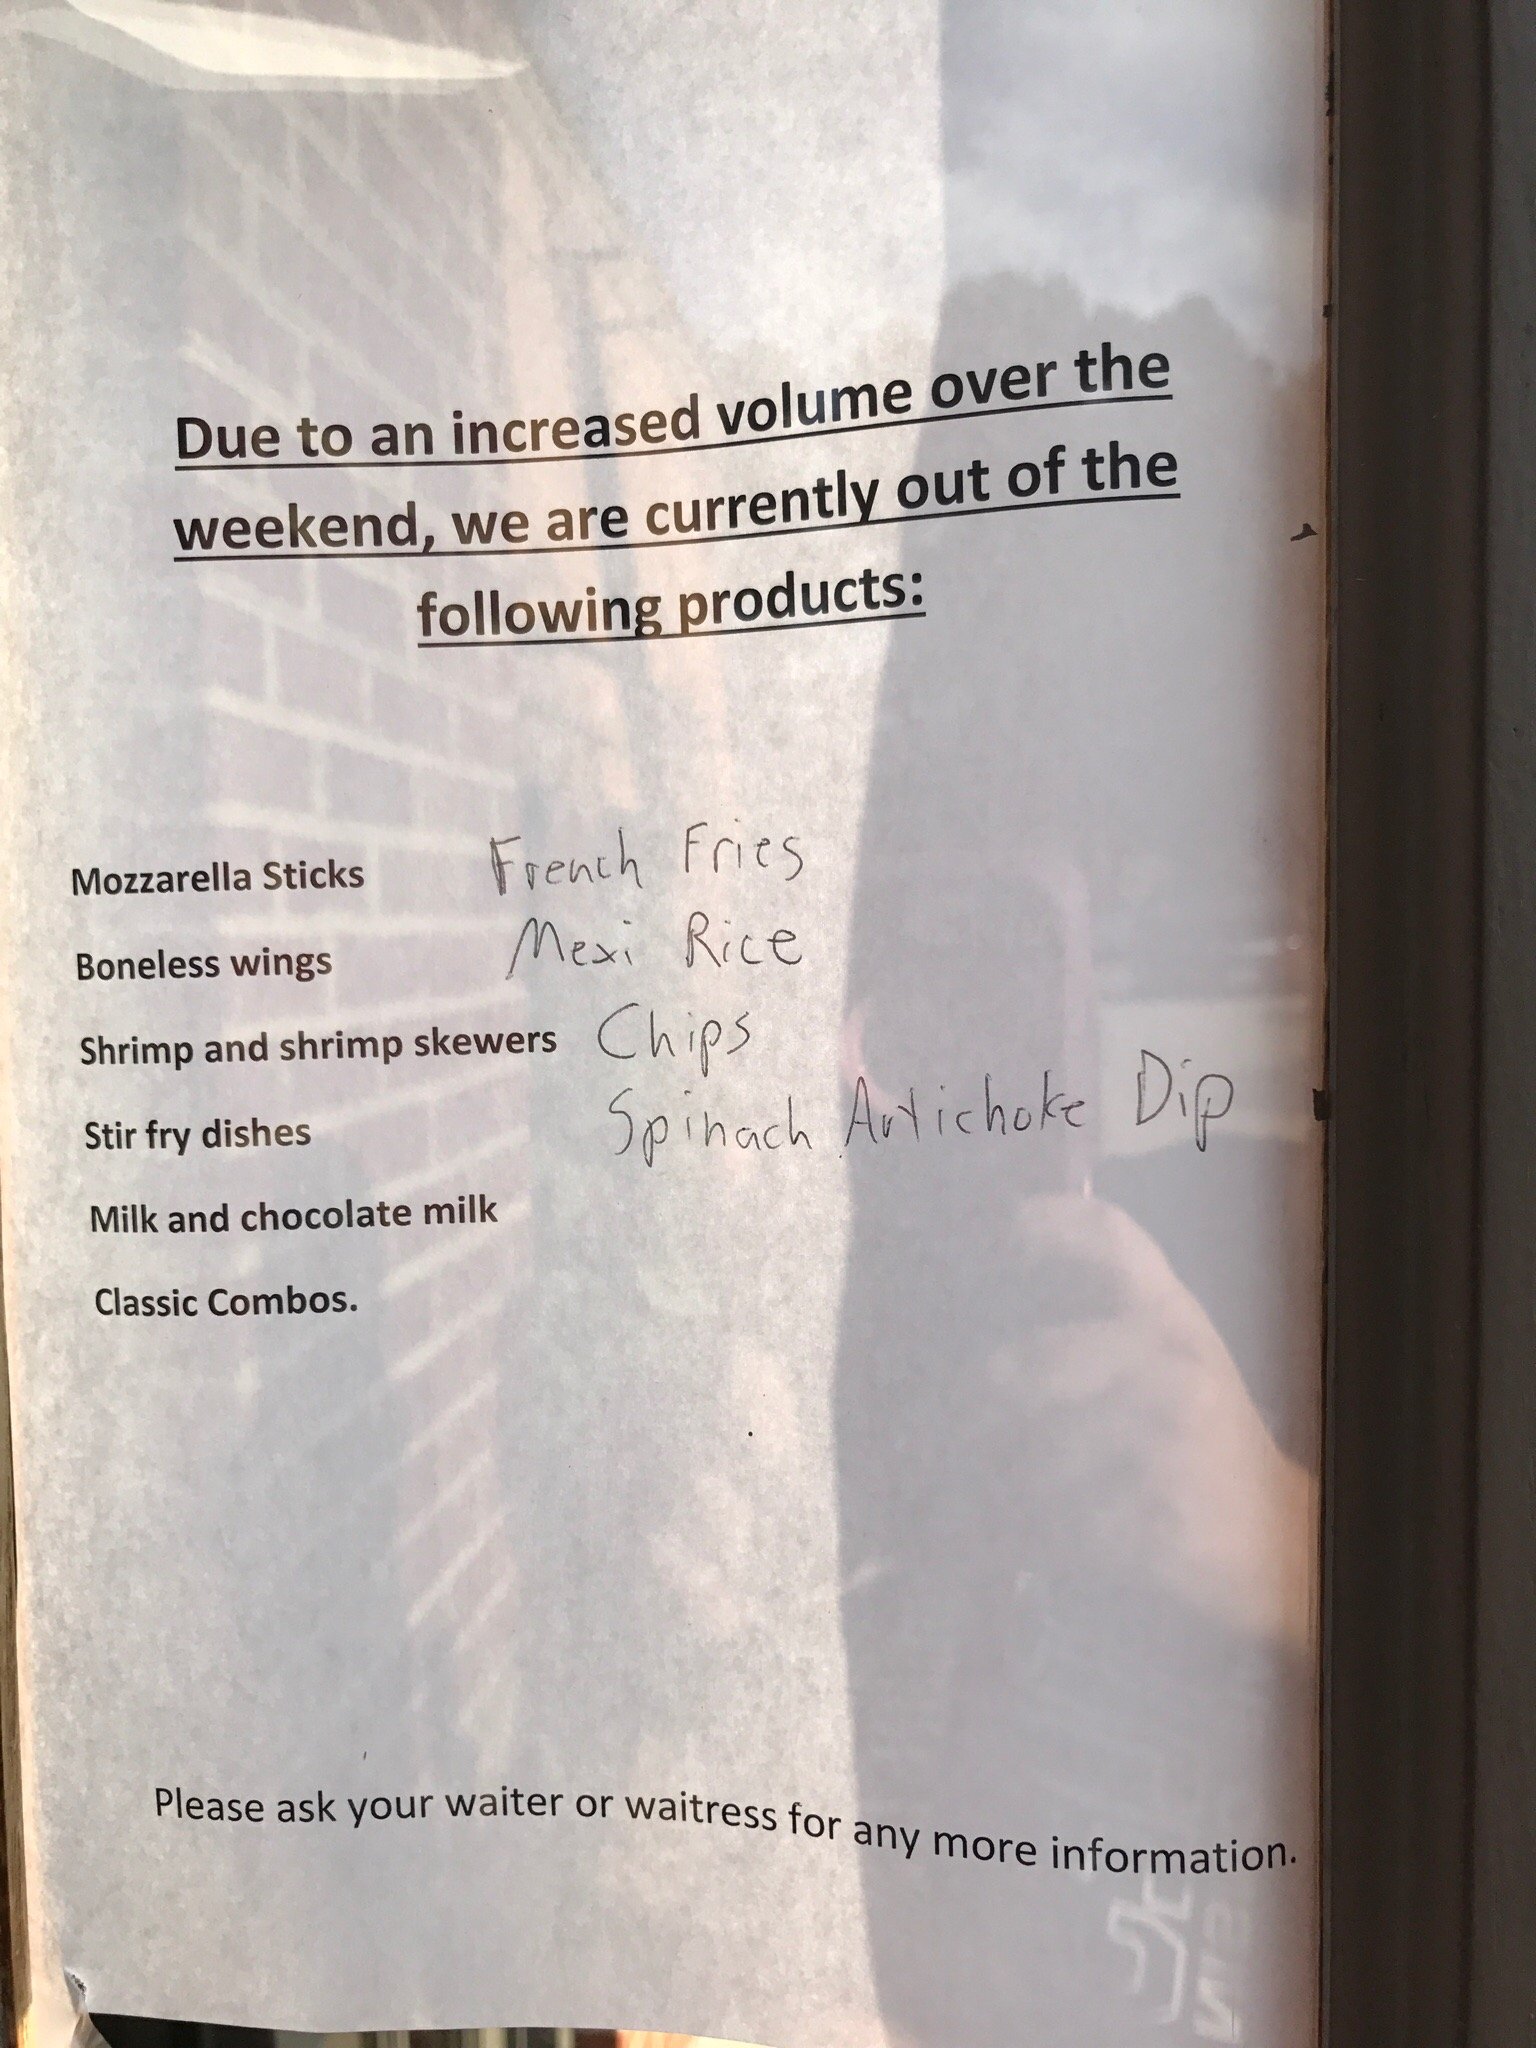 Due to an increased volume over the
weekend, we are currently out of the
following products:
Mozzarella Sticks French Fries
Boneless wings Mexi Rice
Shrimp and shrimp skewers Chips
Stir fry dishes Spinach Artichoke Dip
Milk and chocolate milk
Classic Combos.
Please ask your waiter or waitress for any more information.